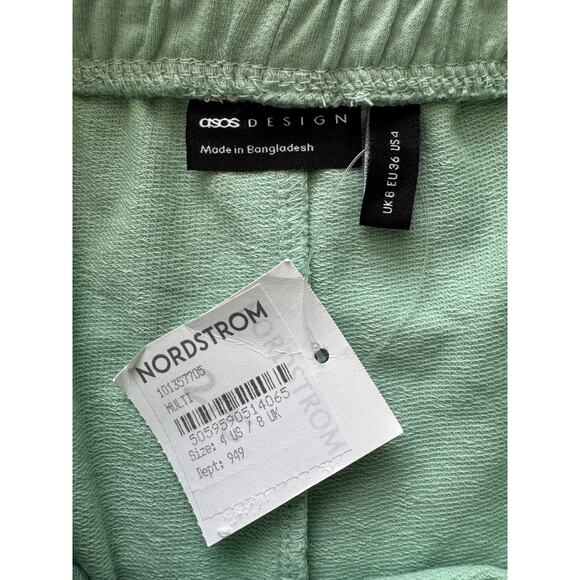 asos DESIGN
Made in Bangladesh
UK 8 EU 36 US 4
NORDSTROM
NORDSTROM
101357705
MULTI
5059590514065
Size: 4 US / 8 UK
Dept: 949